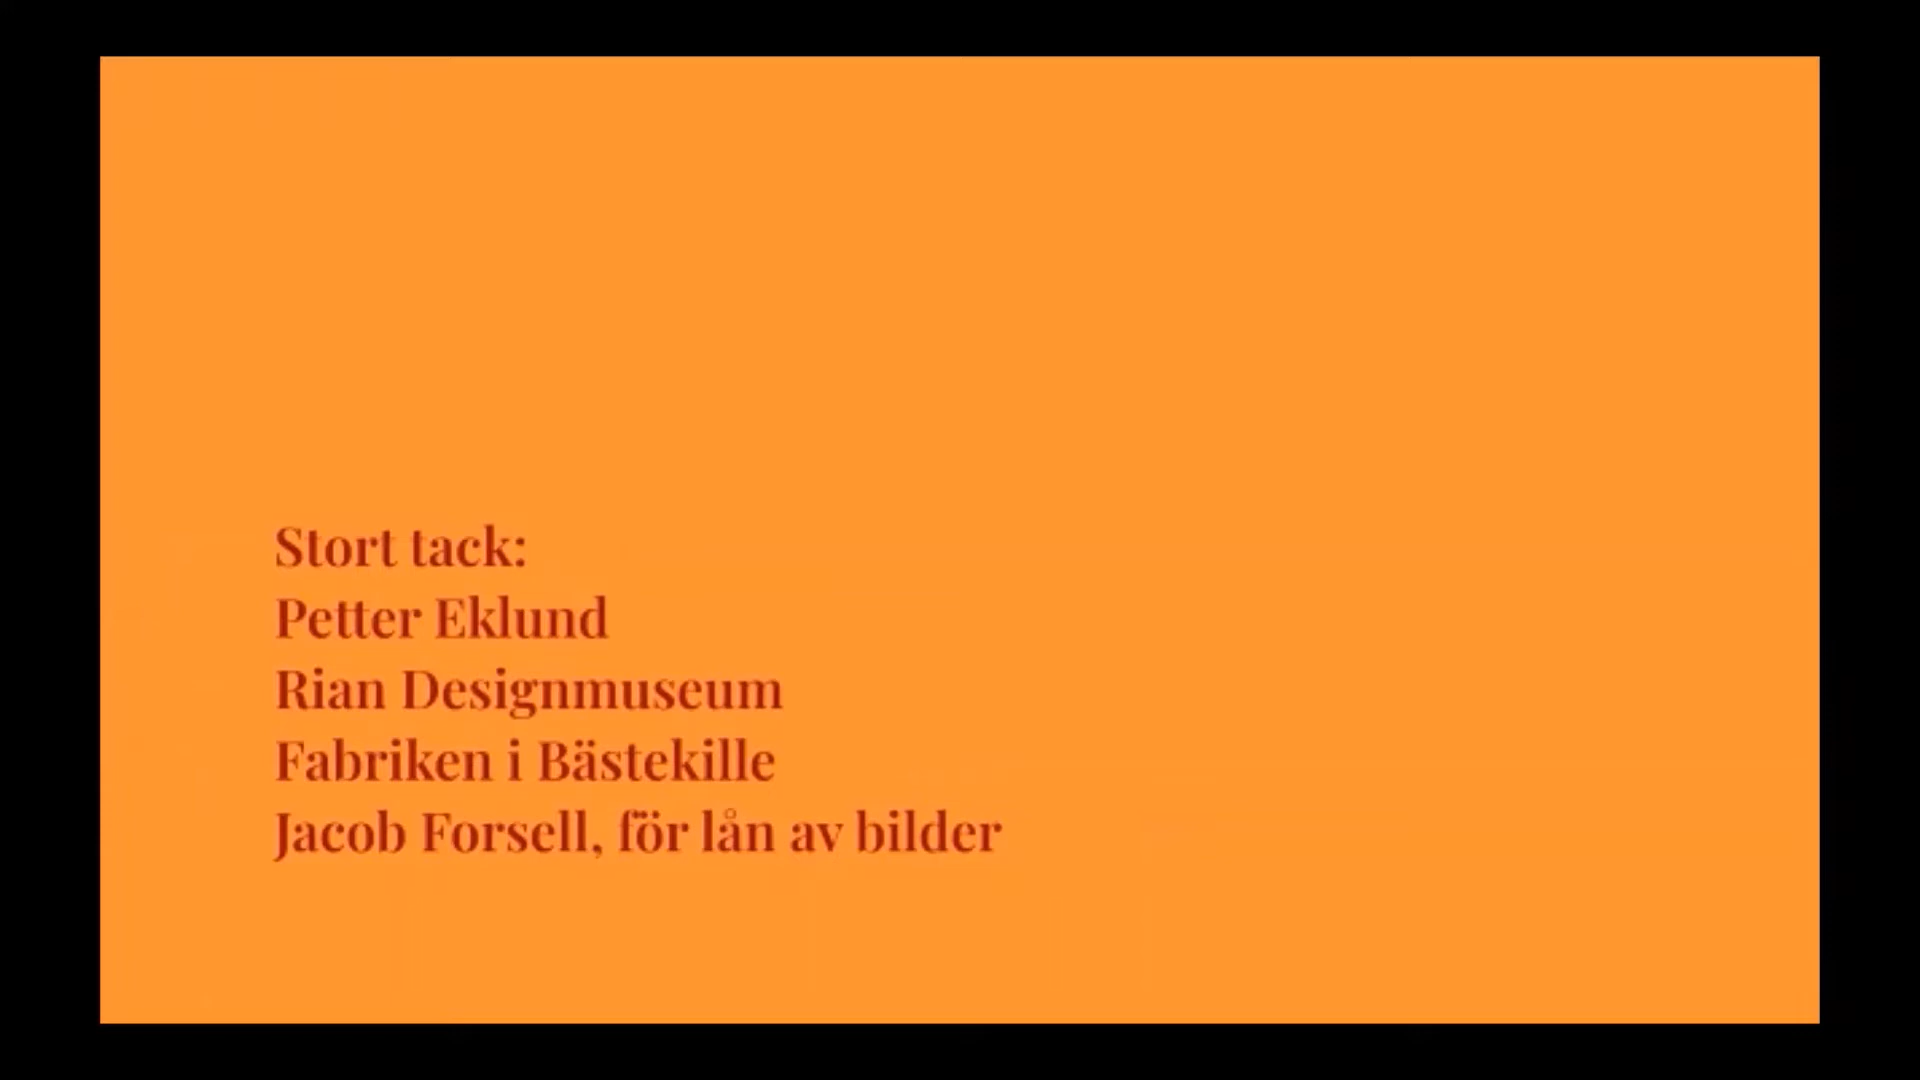 Stort tack:
Petter Eklund
Rian Designmuseum
Fabriken i Bästekille
Jacob Forsell, för lån av bilder